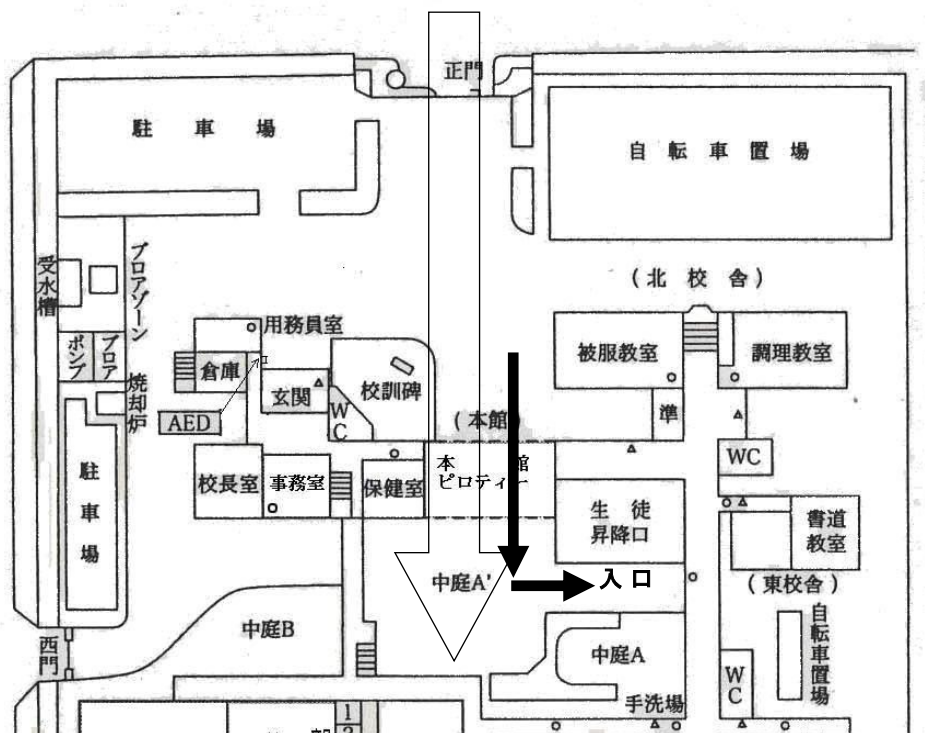 正門
駐車場
自転車置場
(北校舎)
受水槽
ブロアゾーン
用務員室
ポンプ
ブロア
倉庫
被服教室
調理教室
校訓碑
玄関
焼却炉
WC
AED
準
(本館)
WC
本館
ピロティー
駐車場
校長室
事務室
保健室
生徒
昇降口
書道
教室
中庭A'
入口
(東校舎)
中庭B
自転車置場
西門
中庭A
WC
手洗場
1